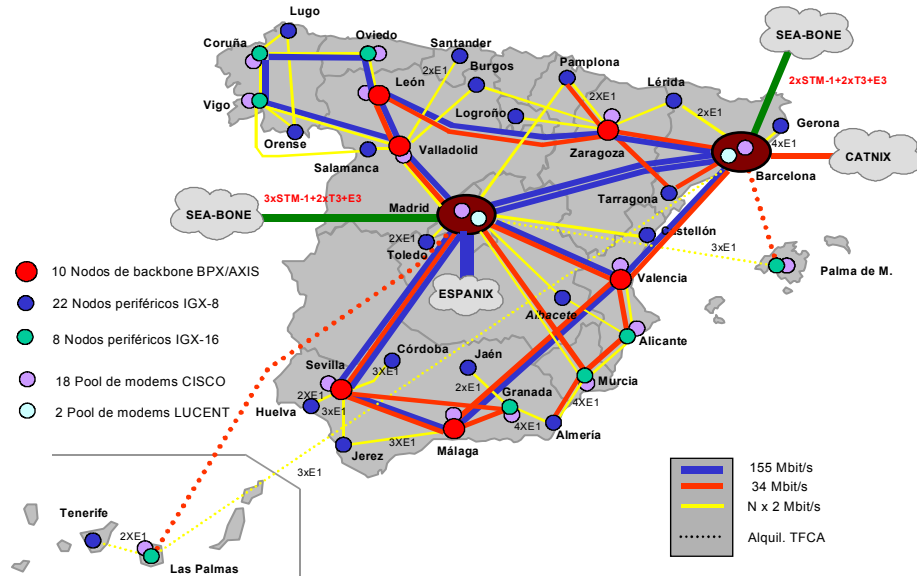 Lugo
Coruña
Oviedo
Santander
2xE1
Burgos
Pamplona
SEA-BONE
2xSTM-1+2xT3+E3
León
Logroño
2XE1
Lérida
2xE1
Gerona
4xE1
Vigo
Orense
Valladolid
Zaragoza
Barcelona
CATNIX
Salamanca
Tarragona
Madrid
SEA-BONE
3xSTM-1+2xT3+E3
2XE1
Toledo
Castellón
3xE1
Palma de M.
Valencia
ESPANIX
Albacete
Alicante
10 Nodos de backbone BPX/AXIS
22 Nodos periféricos IGX-8
8 Nodos periféricos IGX-16
18 Pool de modems CISCO
2 Pool de modems LUCENT
Sevilla
Córdoba
Jaén
2XE1
3XE1
2xE1
Granada
Murcia
4XE1
Huelva
3xE1
4XE1
Almería
Málaga
3XE1
Jerez
3xE1
Tenerife
2XE1
Las Palmas
155 Mbit/s
34 Mbit/s
N x 2 Mbit/s
Alquil. TFCA